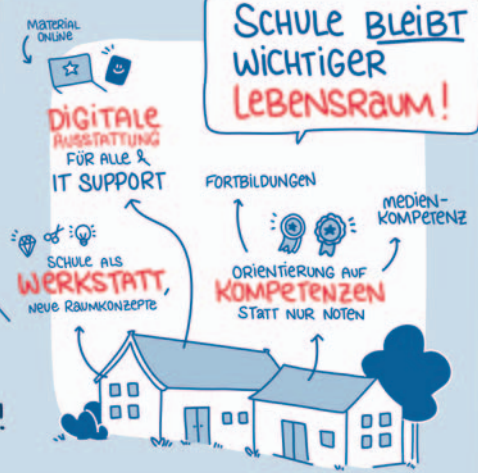 MATERIAL
ONLINE
SCHULE BLEIBT
WICHTIGER
LEBENSRAUM!
DIGITALE
AUSSTATTUNG
FÜR ALLE &
IT SUPPORT
FORTBILDUNGEN
MEDIEN-
KOMPETENZ
SCHULE ALS
WERKSTATT,
NEUE RAUMKONZEPTE
ORIENTIERUNG AUF
KOMPETENZEN
STATT NUR NOTEN
!